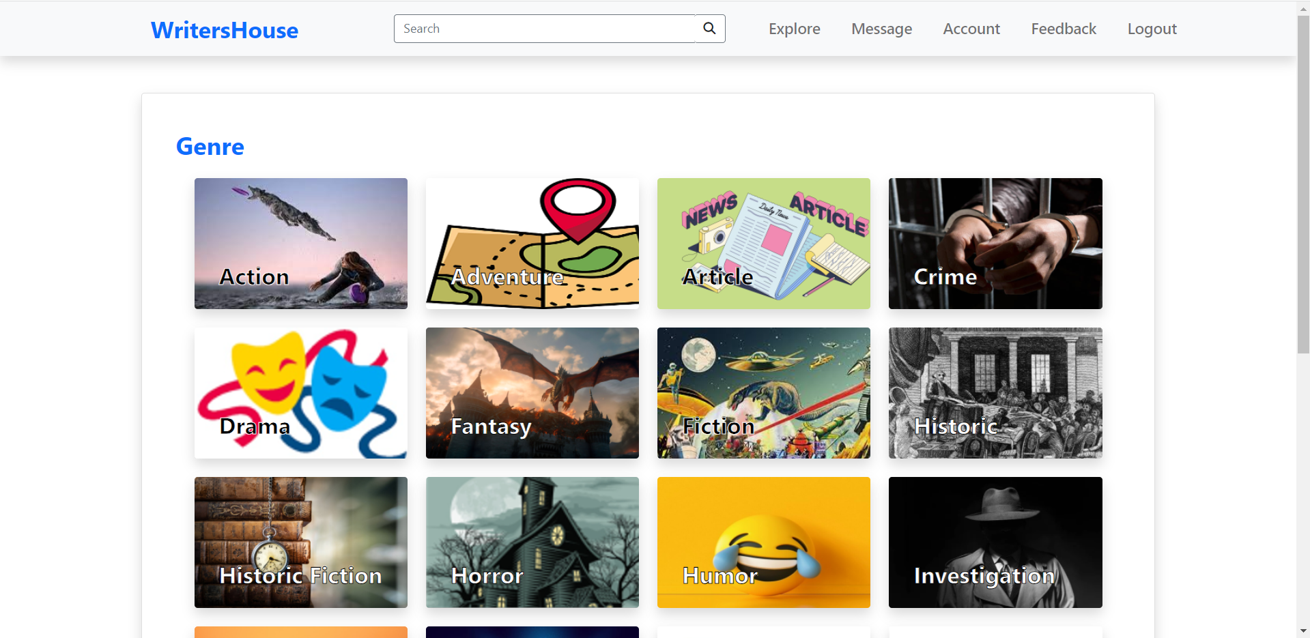 WritersHouse
Search
Explore
Message
Account
Feedback
Logout
Genre
Action
Adventure
NEWS
Daily News
ARTICLE
Article
Crime
Drama
Fantasy
Fiction
Historic
Historic Fiction
Horror
Humor
Investigation